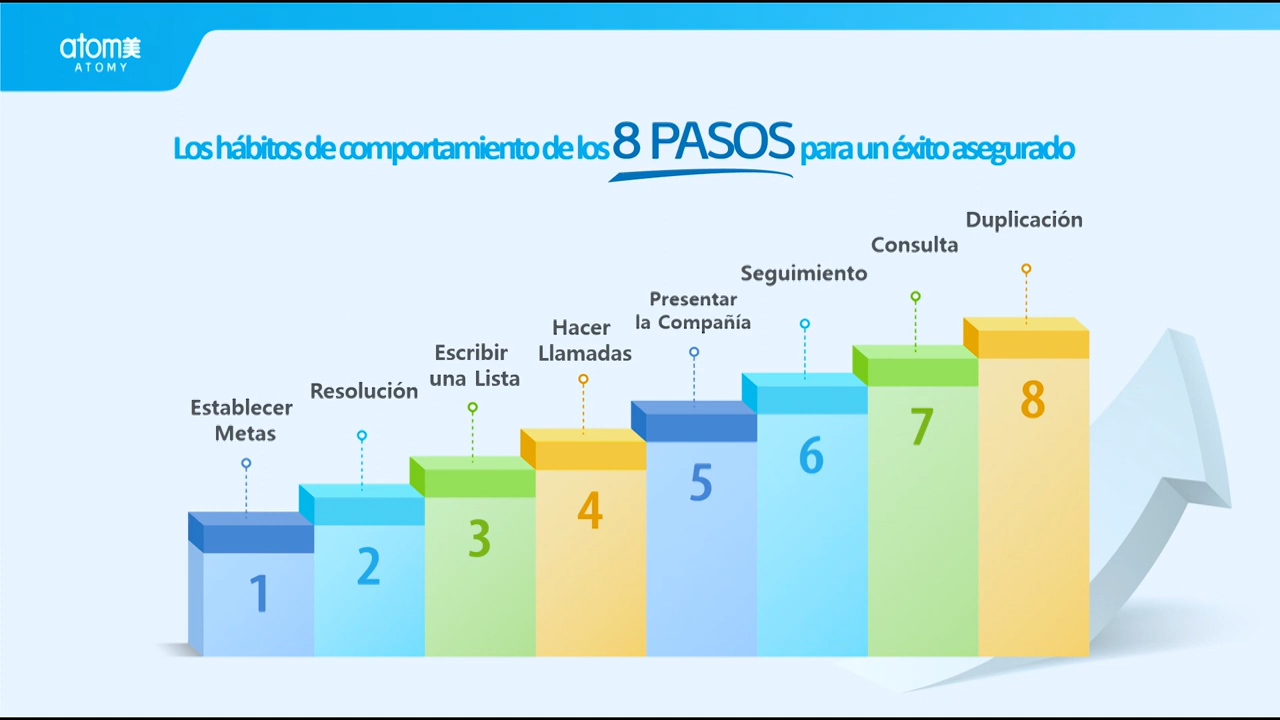 atom美
ATOMY
Los hábitos de comportamiento de los 8 PASOS para un éxito asegurado
Establecer
Metas
Resolución
Escribir
una Lista
Hacer
Llamadas
Presentar
la Compañía
Seguimiento
Consulta
Duplicación
1
2
3
4
5
6
7
8